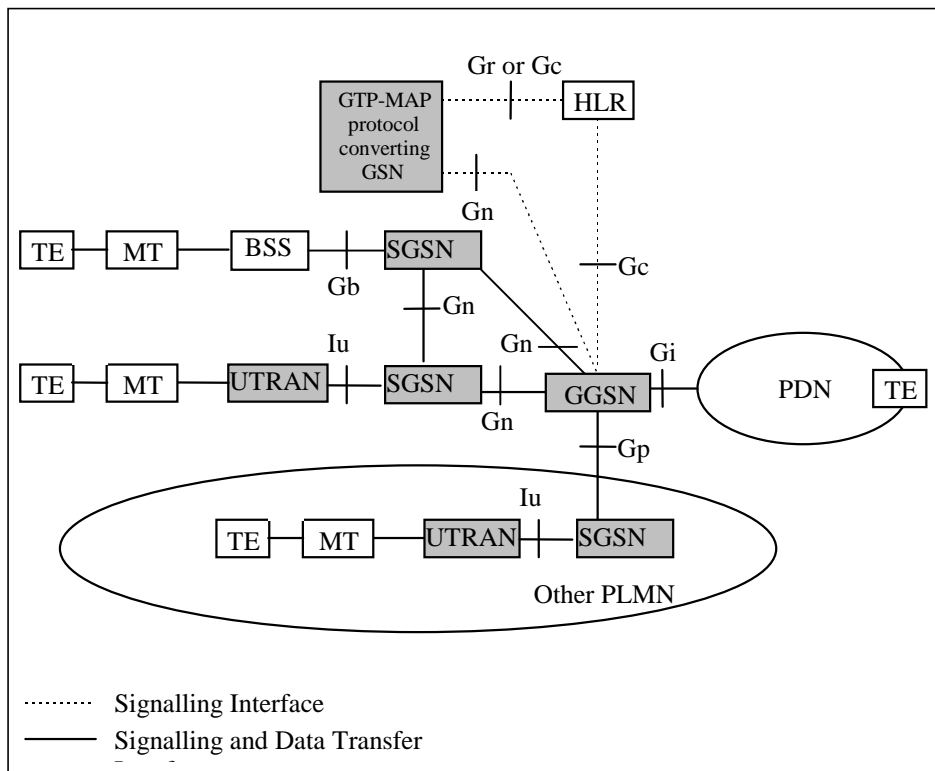 Gr or Gc
GTP-MAP
protocol
converting
GSN
HLR
Gn
TE
MT
BSS
Gb
SGSN
Gc
Gn
Gn
TE
MT
UTRAN
Iu
SGSN
Gn
GGSN
Gi
PDN
TE
Gp
TE
MT
UTRAN
Iu
SGSN
Other PLMN
Signalling Interface
Signalling and Data Transfer